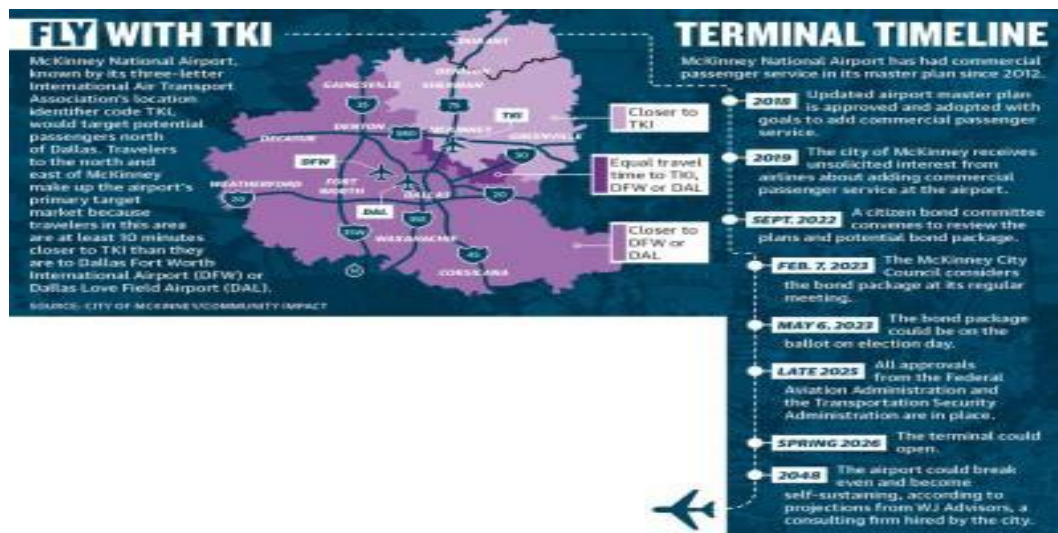 FLY WITH TKI
McKinney National Airport,
known by its three-letter
International Air Transport
Association's location
identifier code TKI,
would target potential
passengers north
of Dallas. Travelers
to the north and
east of McKinney
make up the airport's
primary target
market because
travelers in this area
are at least 10 minutes
closer to TKI than they
are to Dallas Fort Worth
International Airport (DFW) or
Dallas Love Field Airport (DAL).
SOURCE: CITY OF MCKINNEY/COMMUNITY IMPACT
DURANT
DENISON
SHERMAN
GAINESVILLE
35
75
DENTON
380
MCKINNEY
TKI
GREENVILLE
DECATUR
30
DFW
WEATHERFORD
FORT
WORTH
DALLAS
20
20
DAL
35E
35W
WAXAHACHIE
45
CORSICANA
Closer to
TKI
Equal travel
time to TKI,
DFW or DAL
Closer to
DFW or
DAL
TERMINAL TIMELINE
McKinney National Airport has had commercial
passenger service in its master plan since 2012.
2018 Updated airport master plan
is approved and adopted with
goals to add commercial passenger
service.
2019 The city of McKinney receives
unsolicited interest from
airlines about adding commercial
passenger service at the airport.
SEPT. 2022 A citizen bond committee
convenes to review the
plans and potential bond package.
FEB. 7, 2023 The McKinney City
Council considers
the bond package at its regular
meeting.
MAY 6, 2023 The bond package
could be on the
ballot on election day.
LATE 2025 All approvals
from the Federal
Aviation Administration and
the Transportation Security
Administration are in place.
SPRING 2026 The terminal could
open.
2048 The airport could break
even and become
self-sustaining, according to
projections from WJ Advisors, a
consulting firm hired by the city.